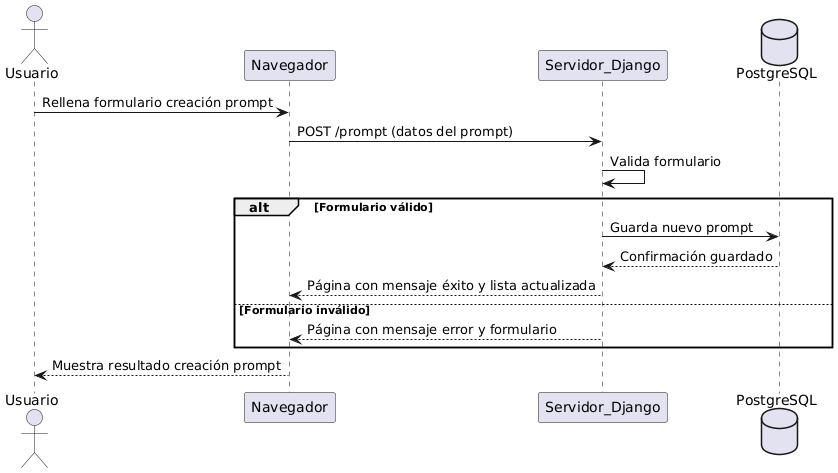 Usuario
Navegador
Servidor_Django
PostgreSQL
Rellena formulario creación prompt
POST /prompt (datos del prompt)
Valida formulario
alt
[Formulario válido]
Guarda nuevo prompt
Confirmación guardado
Página con mensaje éxito y lista actualizada
[Formulario inválido]
Página con mensaje error y formulario
Muestra resultado creación prompt
Usuario
Navegador
Servidor_Django
PostgreSQL